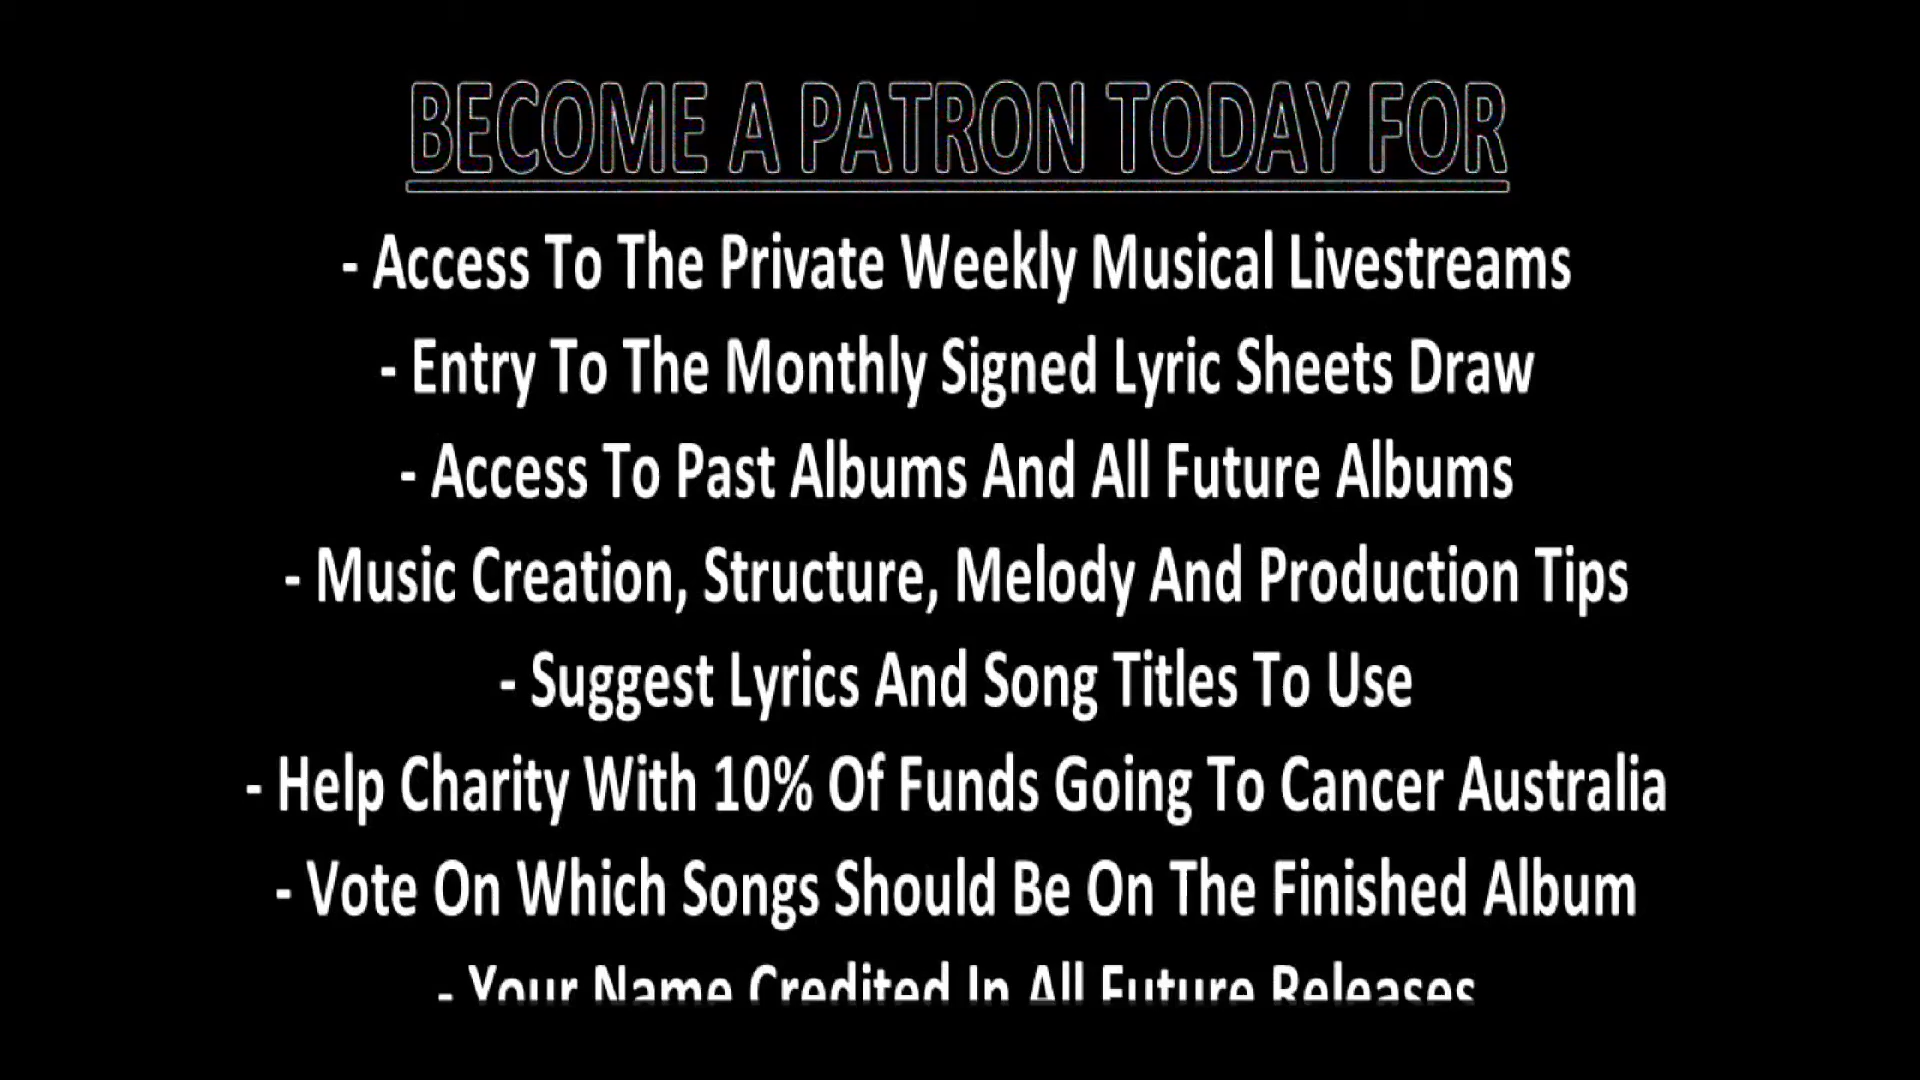 BECOME A PATRON TODAY FOR
- Access To The Private Weekly Musical Livestreams
- Entry To The Monthly Signed Lyric Sheets Draw
- Access To Past Albums And All Future Albums
- Music Creation, Structure, Melody And Production Tips
- Suggest Lyrics And Song Titles To Use
- Help Charity With 10% Of Funds Going To Cancer Australia
- Vote On Which Songs Should Be On The Finished Album
- Your Name Credited In All Future Releases